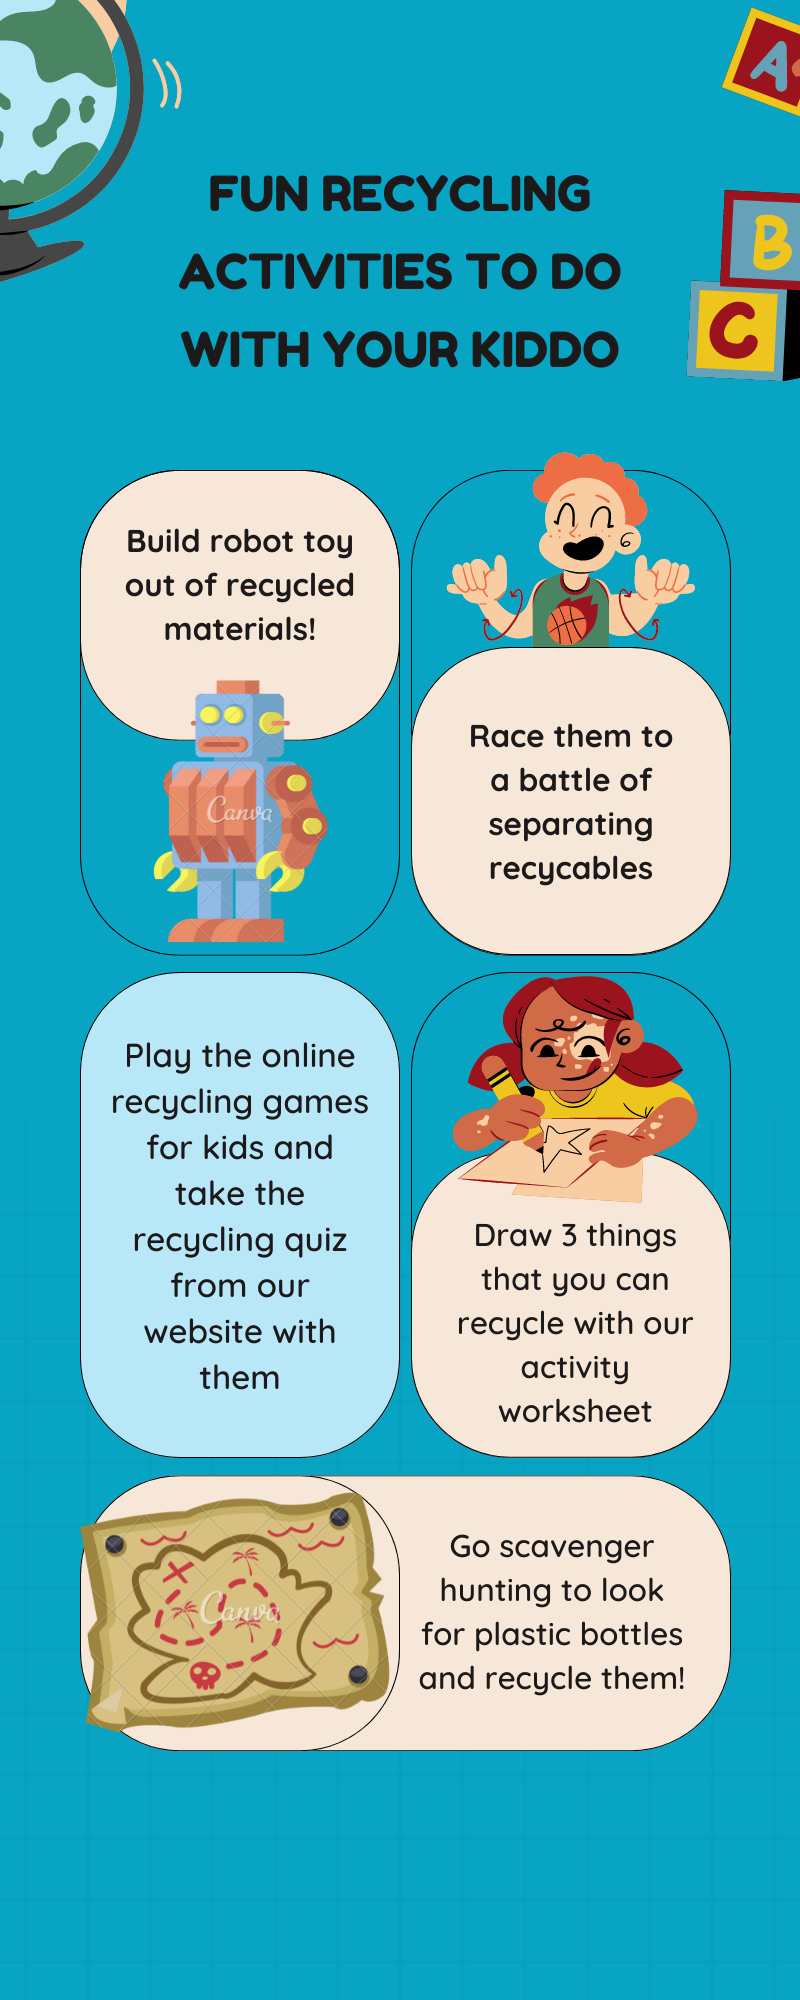 A
B
C
FUN RECYCLING
ACTIVITIES TO DO
WITH YOUR KIDDO
Build robot toy
out of recycled
materials!
Canva
Race them to
a battle of
separating
recycables
Play the online
recycling games
for kids and
take the
recycling quiz
from our
website with
them
Draw 3 things
that you can
recycle with our
activity
worksheet
Canva
Go scavenger
hunting to look
for plastic bottles
and recycle them!